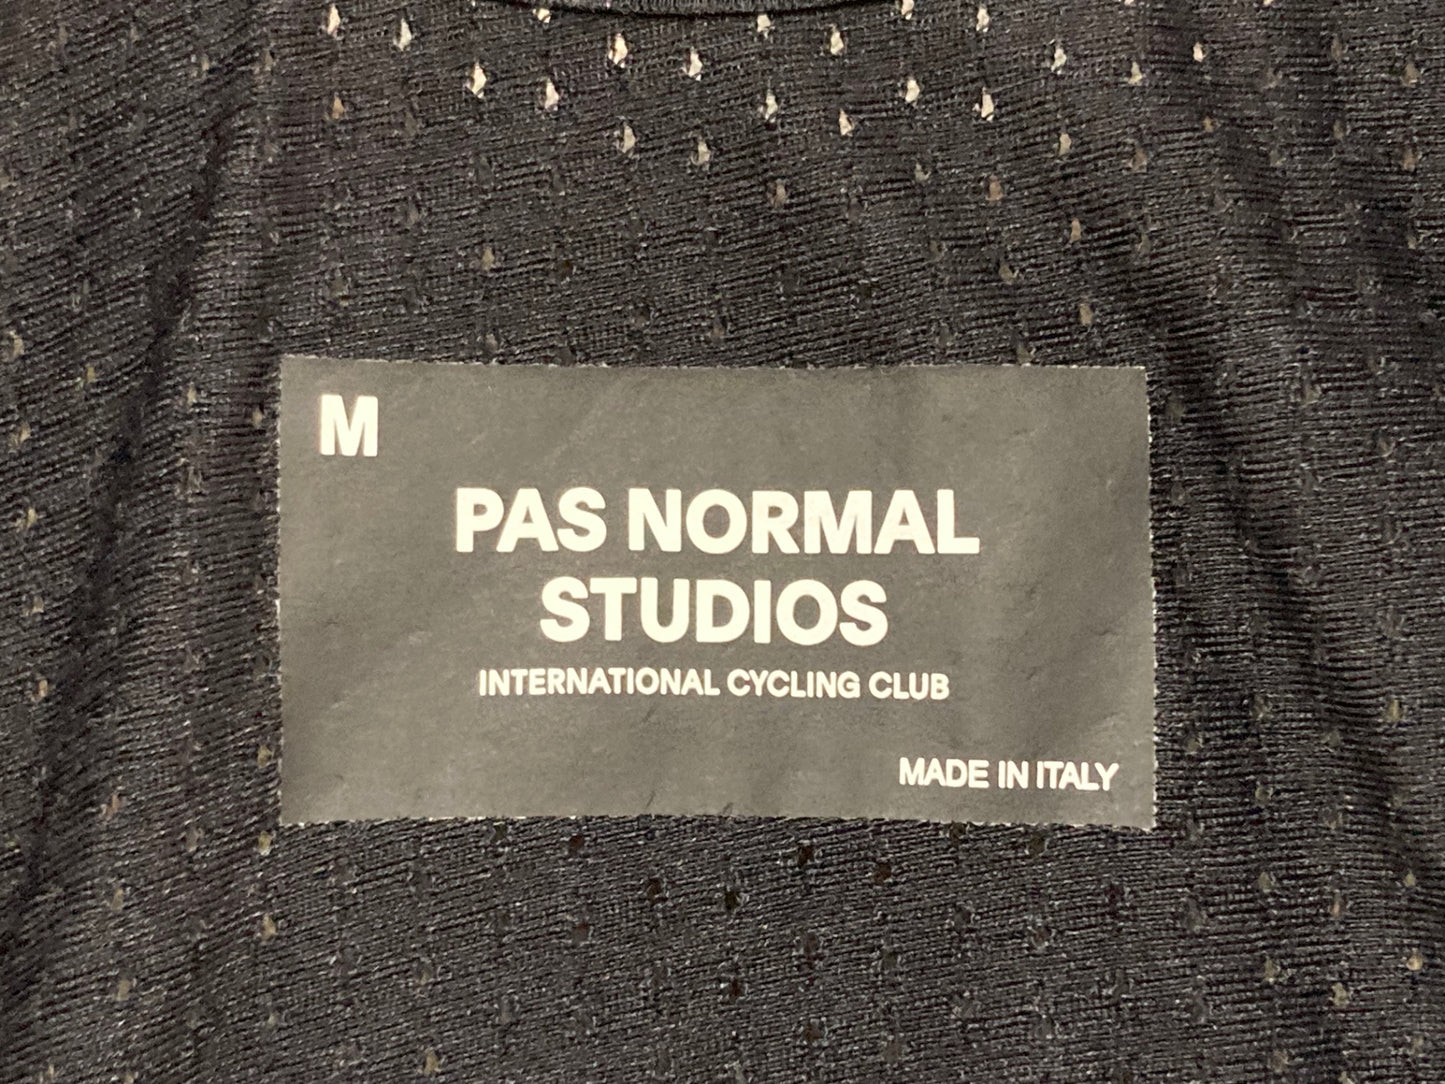 M
PAS NORMAL
STUDIOS
INTERNATIONAL CYCLING CLUB
MADE IN ITALY